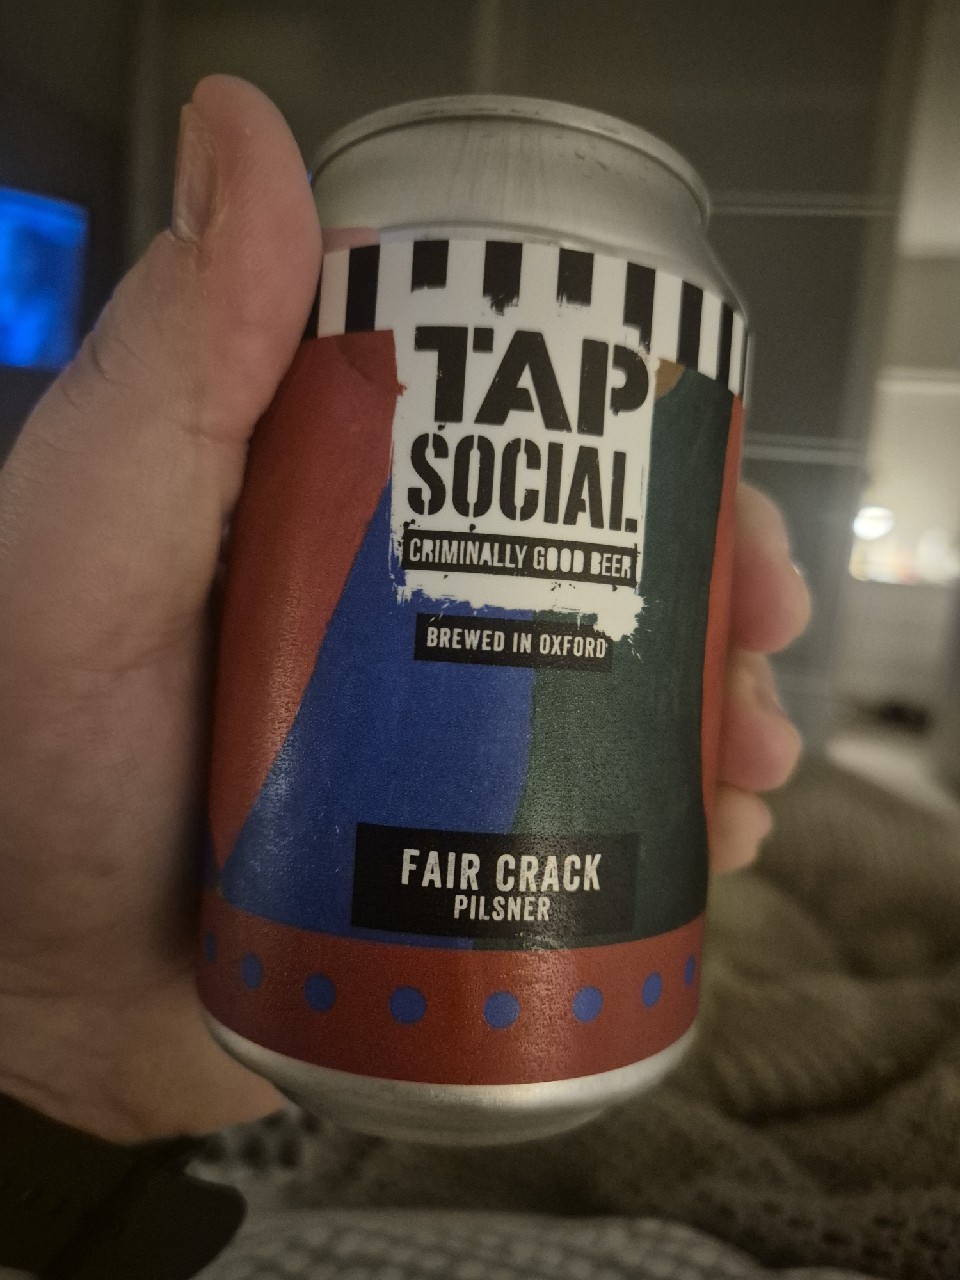 TAP
SOCIAL
CRIMINALLY GOOD BEER
BREWED IN OXFORD
FAIR CRACK
PILSNER